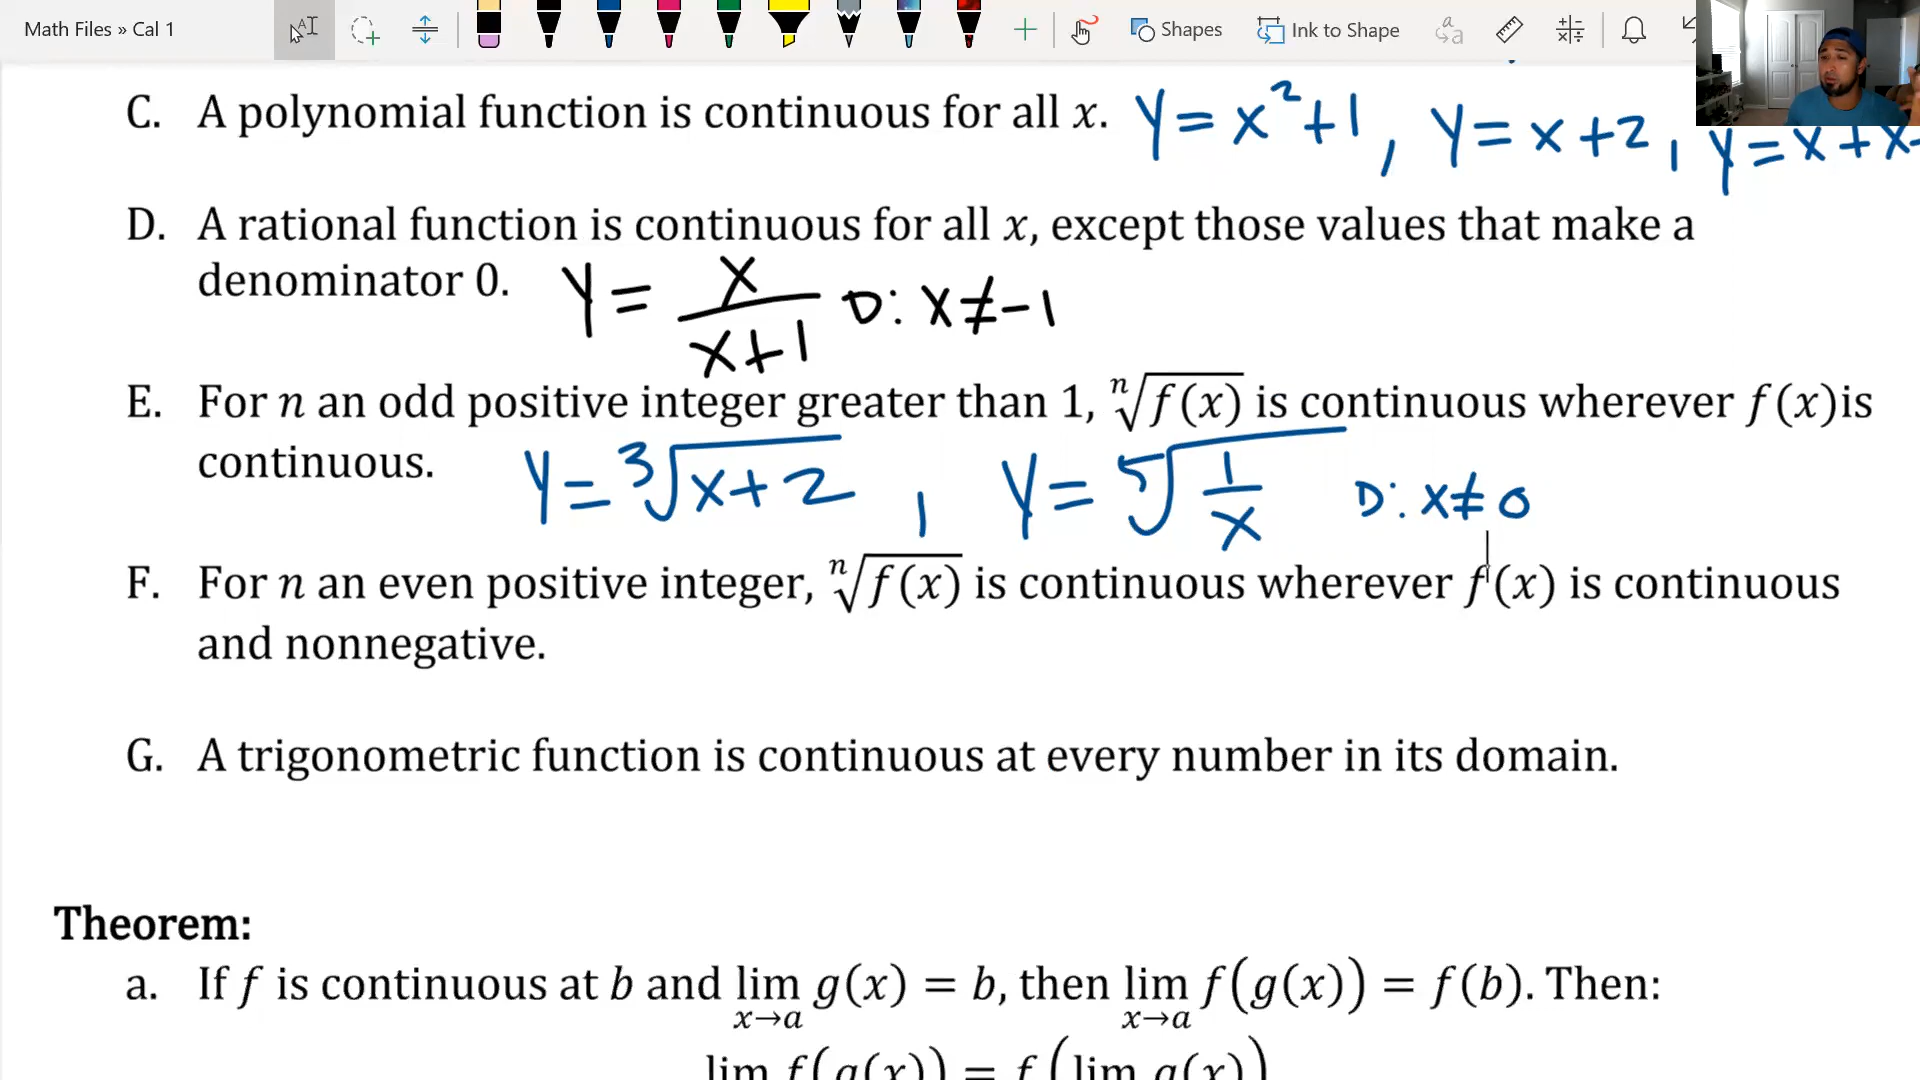 Math Files » Cal 1
Shapes
Ink to Shape
C. A polynomial function is continuous for all x. y = x² + 1, y = x + 2, y = x + x
D. A rational function is continuous for all x, except those values that make a
denominator 0. y = x/(x+1) D: x ≠ -1
E. For n an odd positive integer greater than 1, ⁿ√f(x) is continuous wherever f(x)is
continuous. y = ³√(x+2), y = ⁵√(1/x) D: x ≠ 0
F. For n an even positive integer, ⁿ√f(x) is continuous wherever f(x) is continuous
and nonnegative.
G. A trigonometric function is continuous at every number in its domain.
Theorem:
a. If f is continuous at b and lim x→a g(x) = b, then lim x→a f(g(x)) = f(b). Then:
lim f(g(x)) = f(lim g(x))